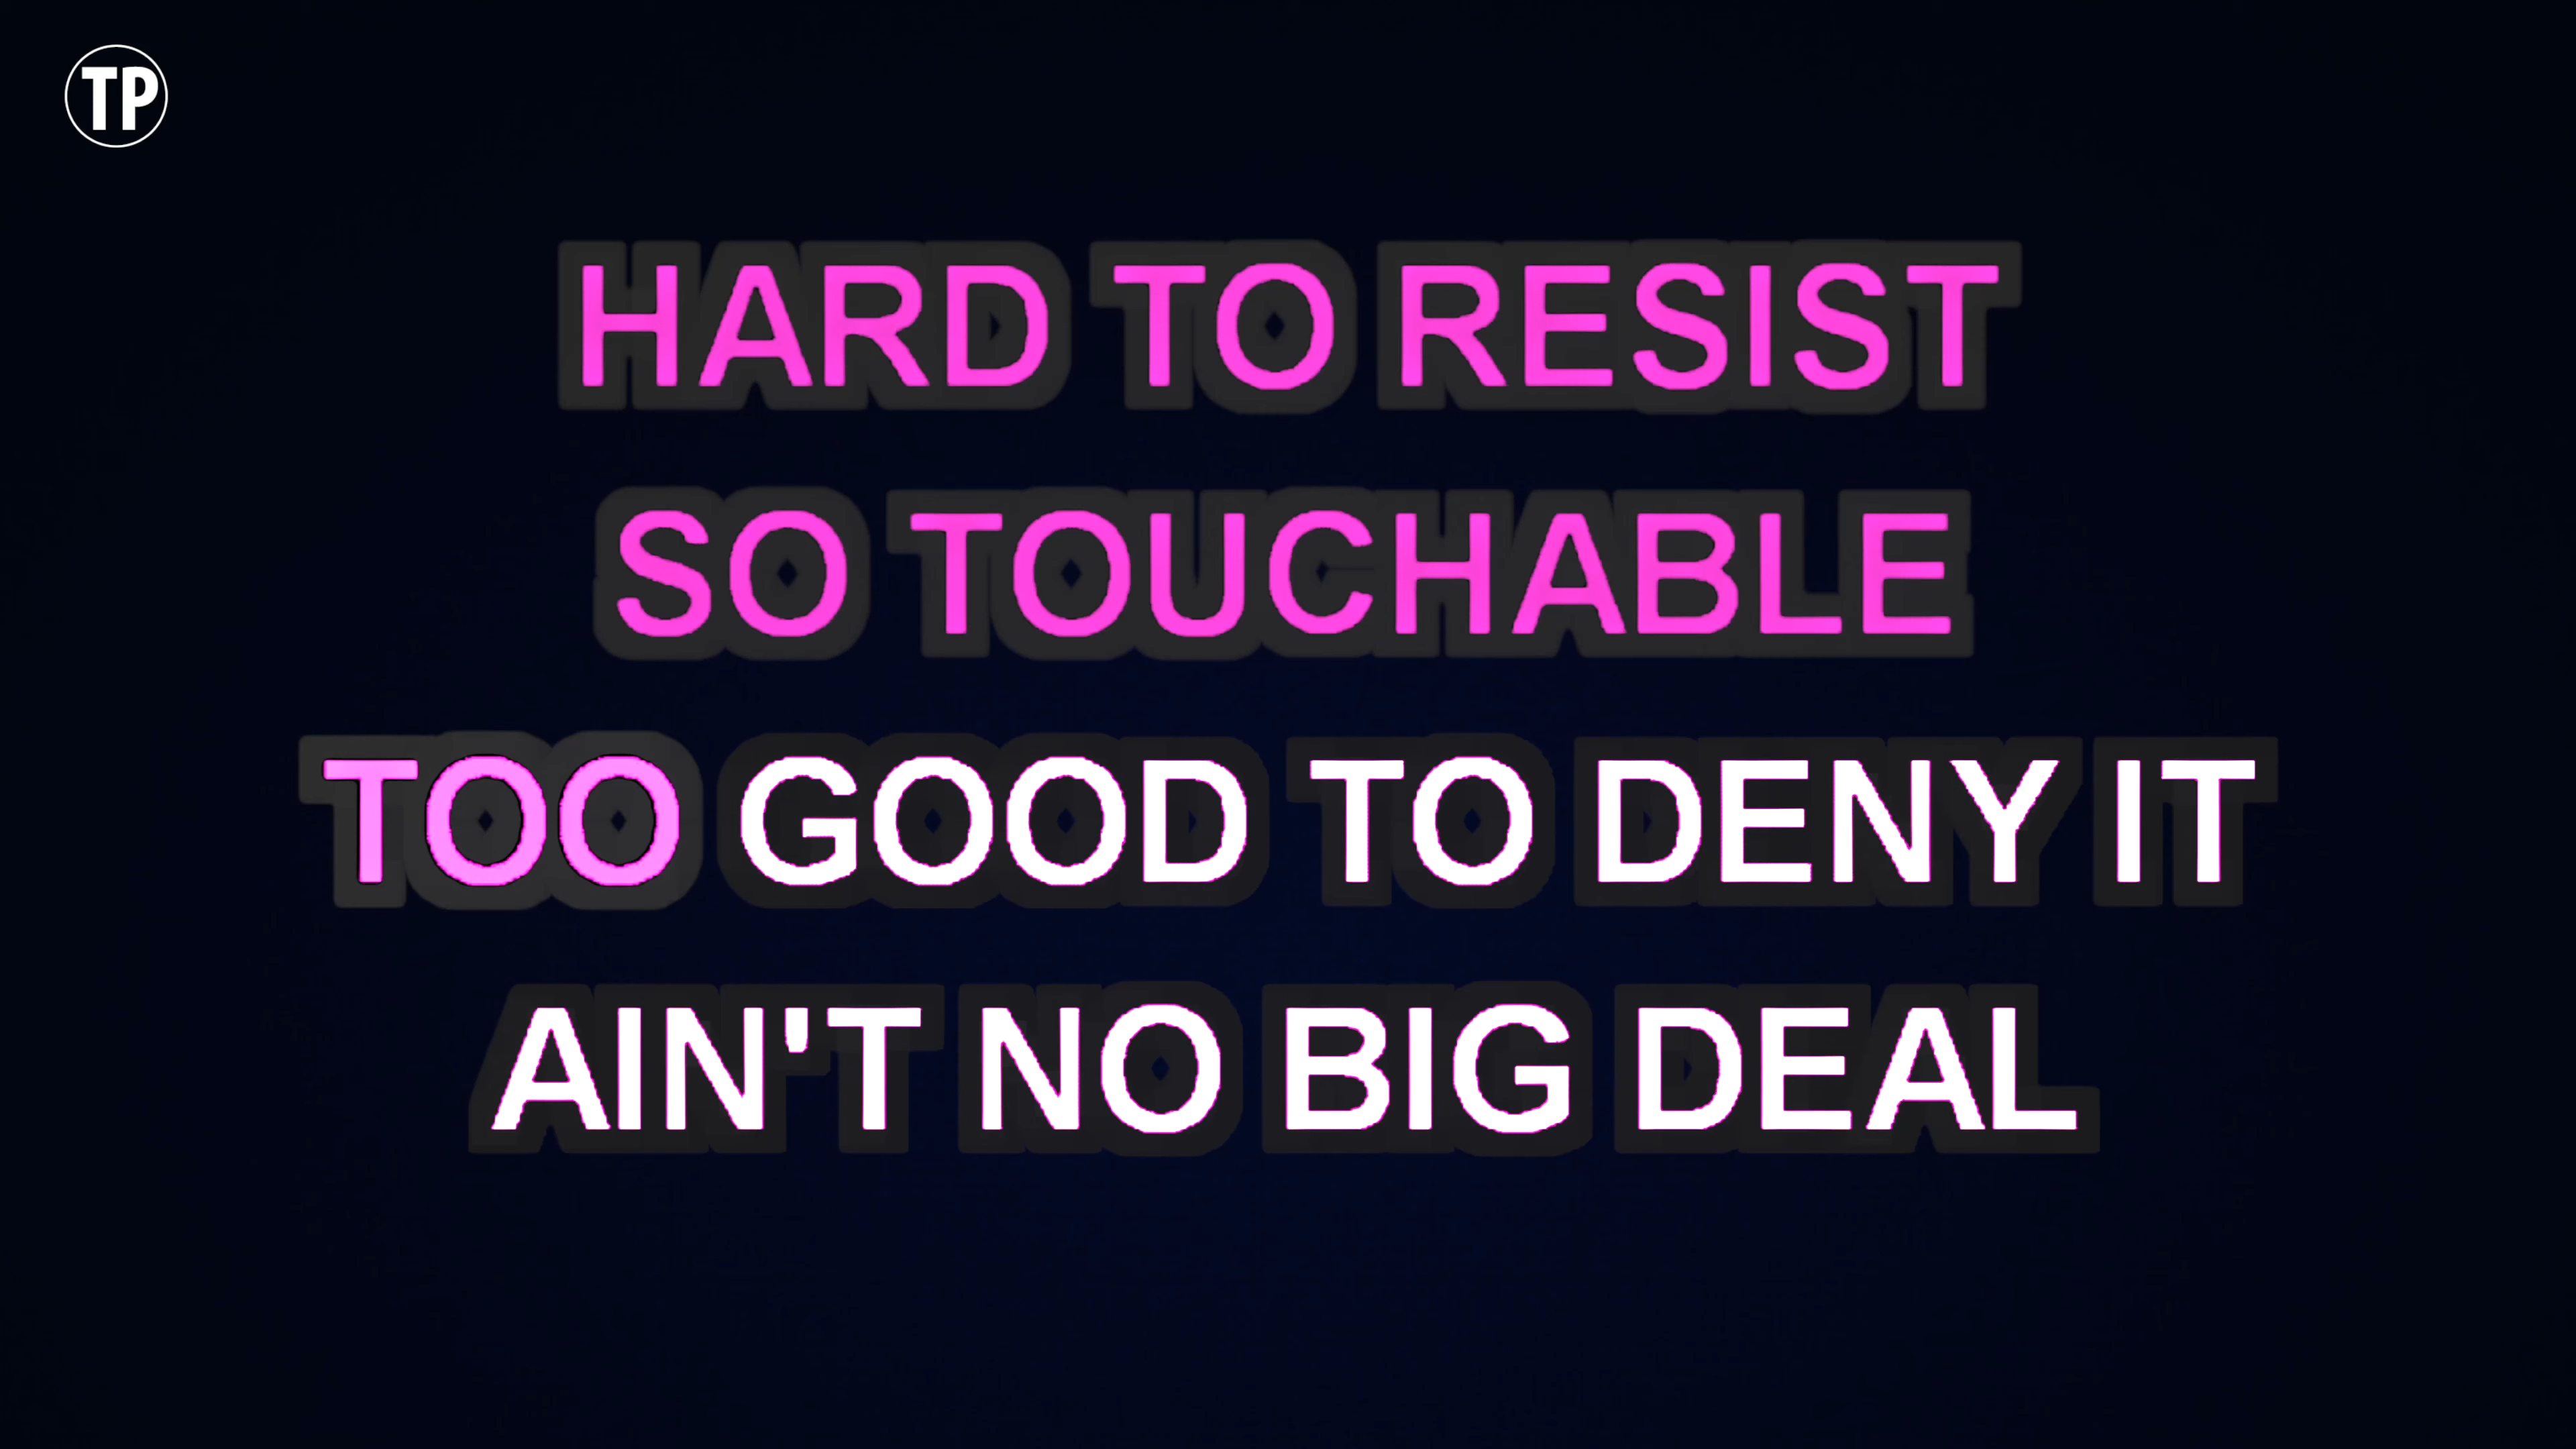 TP
HARD TO RESIST
SO TOUCHABLE
TOO GOOD TO DENY IT
AIN'T NO BIG DEAL